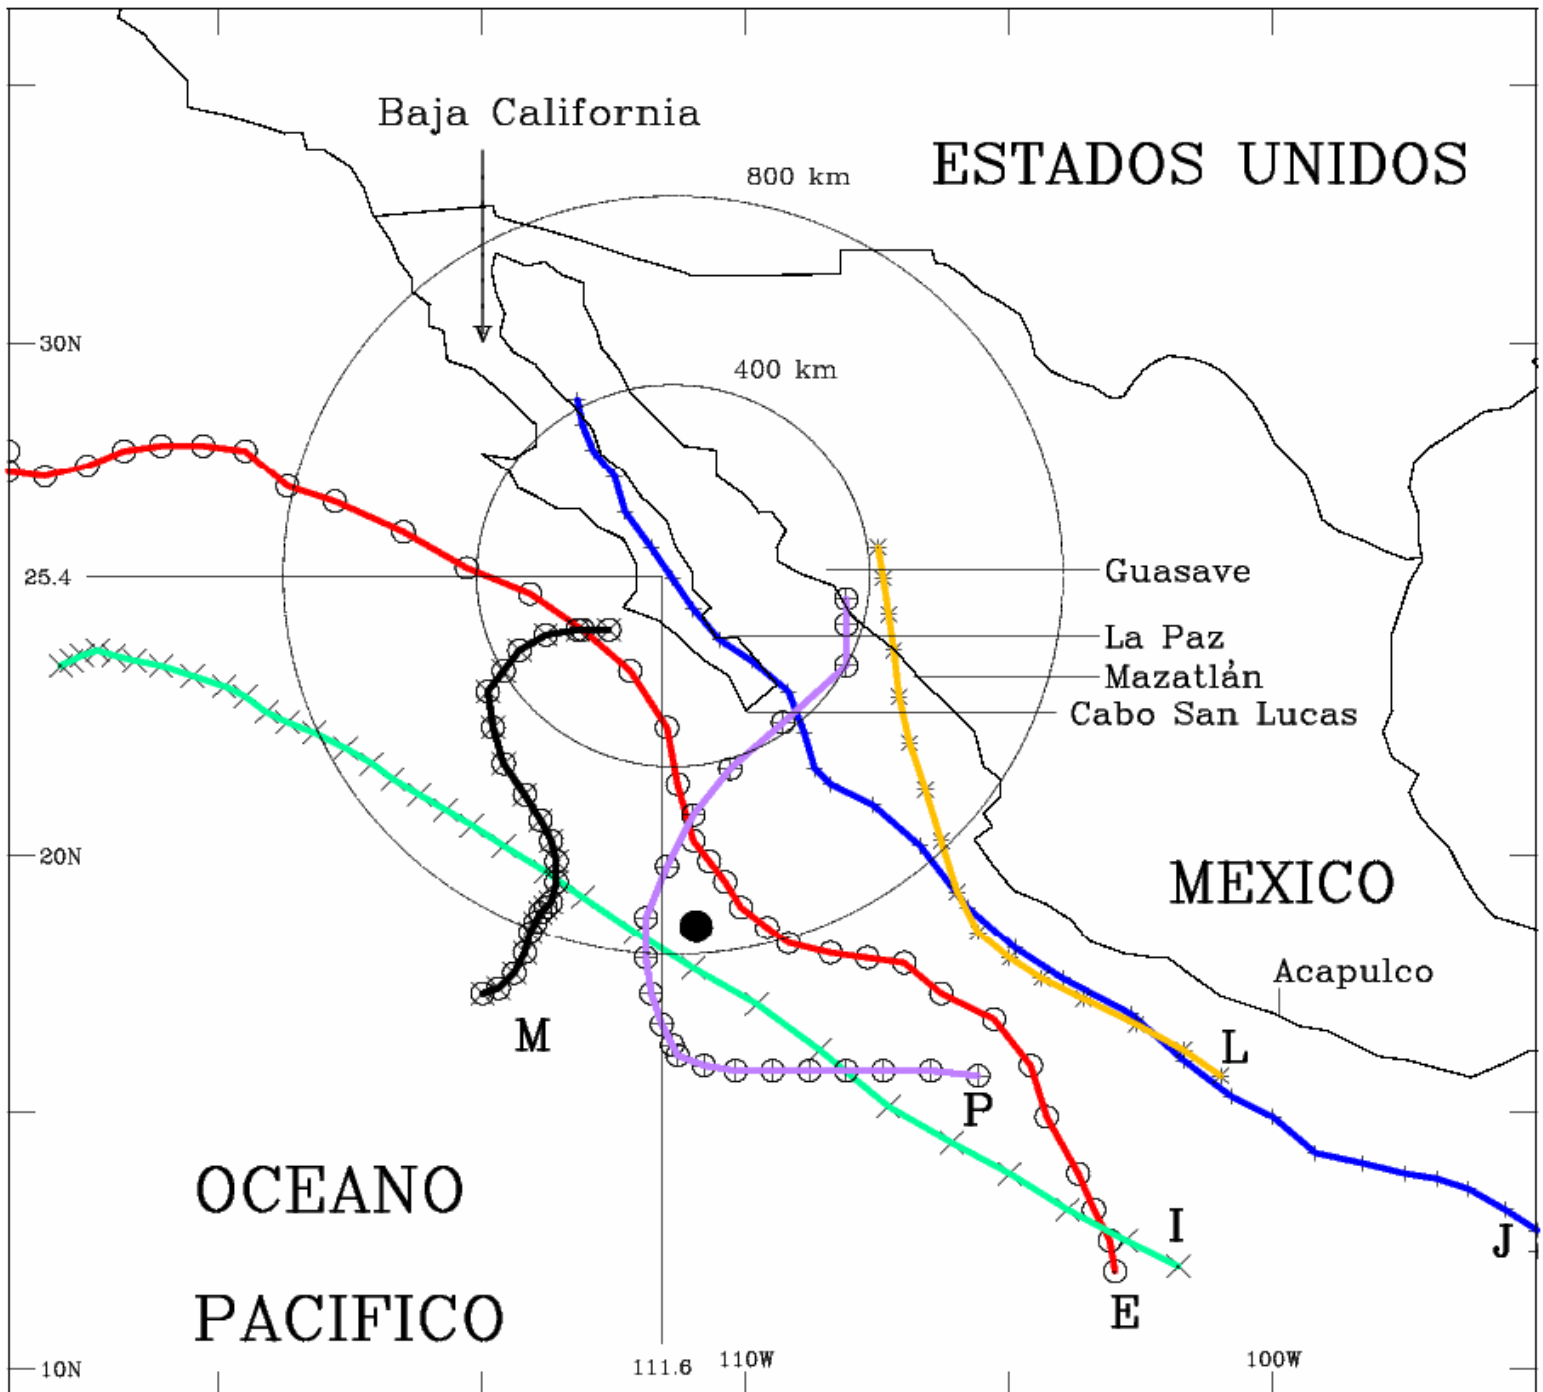 Baja California
ESTADOS UNIDOS
800 km
30N
400 km
25.4
Guasave
La Paz
Mazatlán
Cabo San Lucas
20N
MEXICO
Acapulco
M
L
P
OCEANO
I
J
PACIFICO
E
10N
111.6
110W
100W